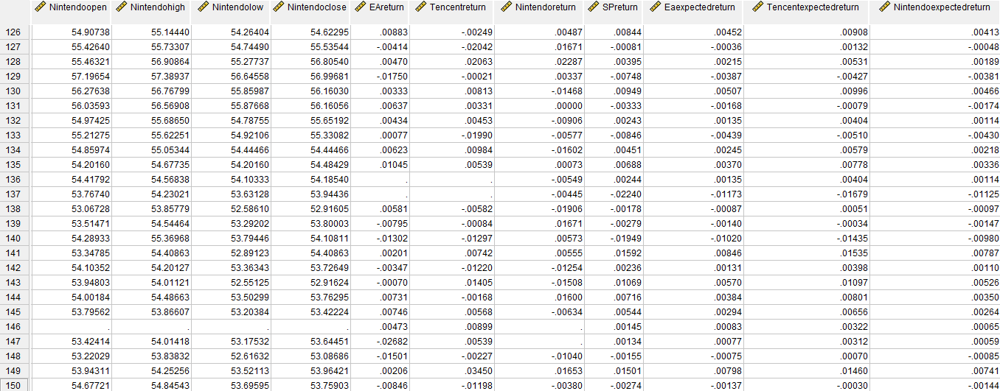 Nintendoopen Nintendohigh Nintendolow Nintendoclose EAreturn Tencentreturn Nintendoreturn SPreturn Eaexpectedreturn Tencentexpectedreturn Nintendoexpectedreturn
126 54.90738 55.14440 54.26404 54.62295 .00883 -.00249 .00487 .00844 .00452 .00908 .00413
127 55.42640 55.73307 54.74490 55.53544 -.00414 -.02042 .01671 -.00081 -.00036 .00132 -.00048
128 55.46321 56.90864 55.27737 56.80540 .00470 .02063 .02287 .00395 .00215 .00531 .00189
129 57.19654 57.38937 56.64558 56.99681 -.01750 -.00021 .00337 -.00748 -.00387 -.00427 -.00381
130 56.27638 56.76799 55.85987 56.16030 .00333 .00813 -.01468 .00949 .00507 .00996 .00466
131 56.03593 56.56908 55.87668 56.16056 .00637 .00331 .00000 -.00333 -.00168 -.00079 -.00174
132 54.97425 55.68650 54.78755 55.65192 .00434 .00453 -.00906 .00243 .00135 .00404 .00114
133 55.21275 55.62251 54.92106 55.33082 .00077 -.01990 -.00577 -.00846 -.00439 -.00510 -.00430
134 54.85974 55.05344 54.44466 54.44466 .00623 .00984 -.01602 .00451 .00245 .00579 .00218
135 54.20160 54.67735 54.20160 54.48429 .01045 .00539 .00073 .00688 .00370 .00778 .00336
136 54.41792 54.56838 54.10333 54.18540 . . -.00549 .00244 .00135 .00404 .00114
137 53.76740 54.23021 53.63128 53.94436 . . -.00445 -.02240 -.01173 -.01679 -.01125
138 53.06728 53.85779 52.58610 52.91605 .00581 -.00582 -.01906 -.00178 -.00087 .00051 -.00097
139 53.51471 54.54464 53.29202 53.80003 -.00795 -.00084 .01671 -.00279 -.00140 -.00034 -.00147
140 54.28933 55.36968 53.79446 54.10811 -.01302 -.01297 .00573 -.01949 -.01020 -.01435 -.00980
141 53.34785 54.40863 52.89123 54.40863 .00201 .00742 .00555 .01592 .00846 .01535 .00787
142 54.10352 54.20127 53.36343 53.72649 -.00347 -.01220 -.01254 .00236 .00131 .00398 .00110
143 53.94803 54.01121 52.55125 52.91624 -.00070 .01405 -.01508 .01069 .00570 .01097 .00526
144 54.00184 54.48663 53.50299 53.76295 .00731 -.00168 .01600 .00716 .00384 .00801 .00350
145 53.79562 53.86607 53.20384 53.42224 .00746 .00568 -.00634 .00544 .00294 .00656 .00264
146 . . . . .00473 .00899 . .00145 .00083 .00322 .00065
147 53.42414 54.01418 53.17532 53.64451 -.02682 .00539 . .00134 .00077 .00312 .00059
148 53.22029 53.83832 52.61632 53.08686 -.01501 -.00227 -.01040 -.00155 -.00075 .00070 -.00085
149 53.94311 54.25256 53.52113 53.96421 .00206 .03450 .01653 .01501 .00798 .01460 .00741
150 54.67721 54.84543 53.69595 53.75903 -.00846 -.01198 -.00380 -.00274 -.00137 -.00030 -.00144